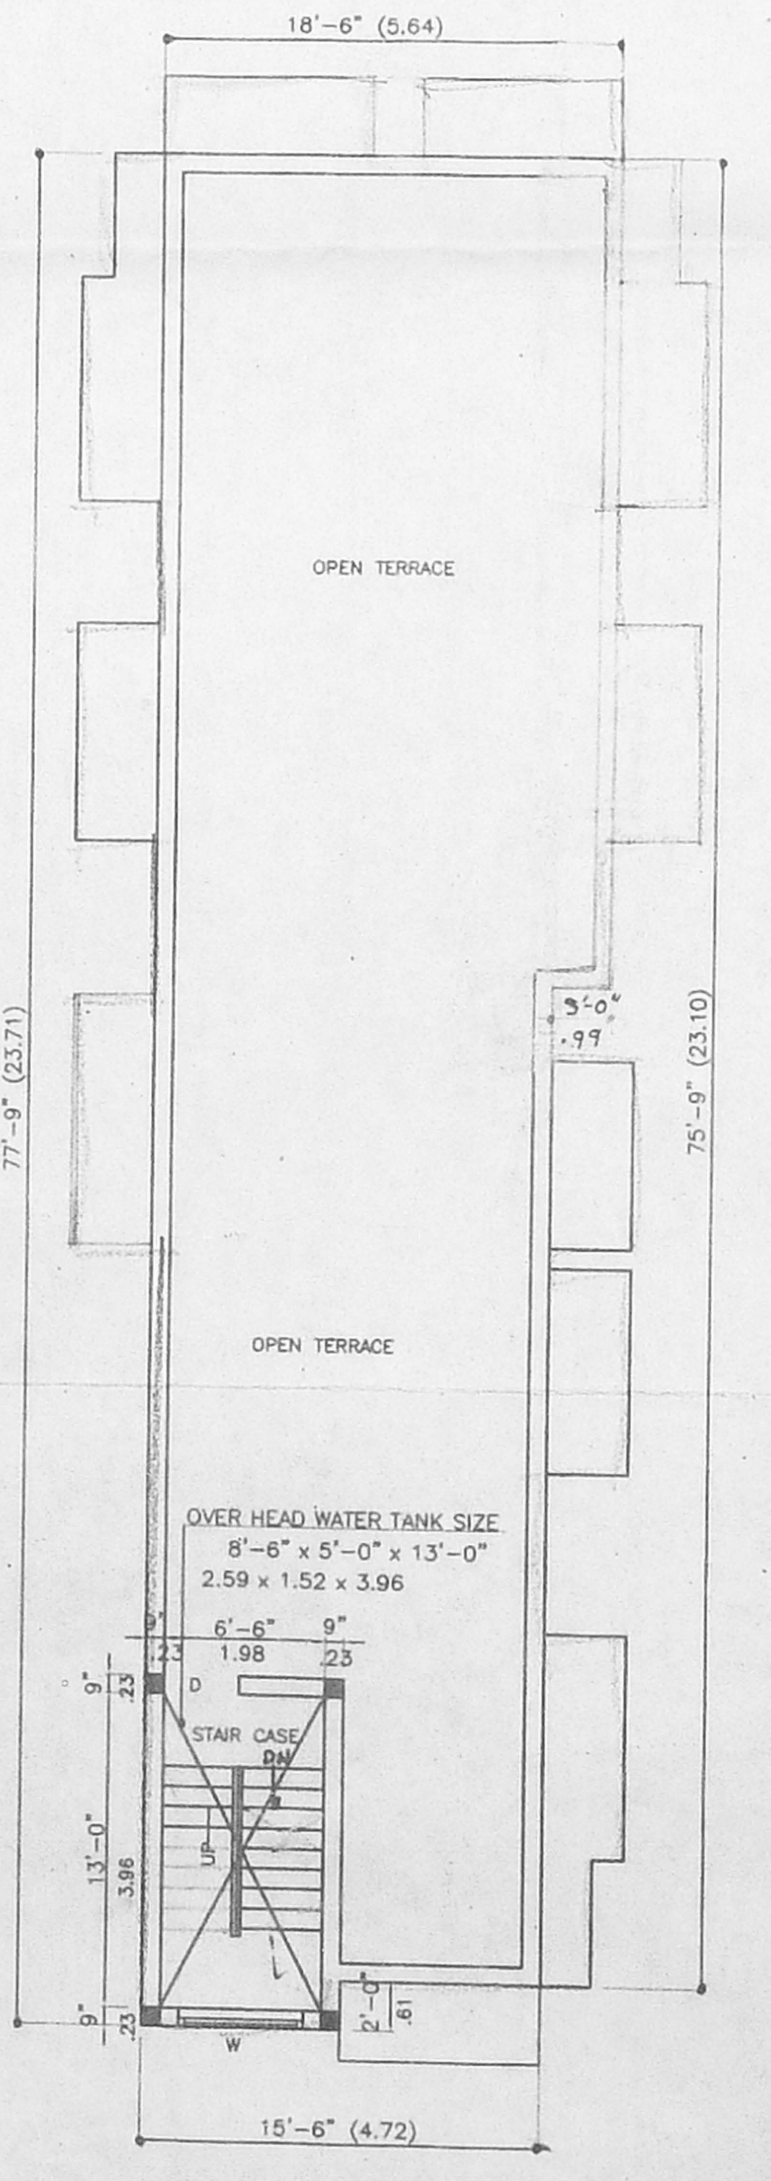 18'-6" (5.64)
OPEN TERRACE
77'-9" (23.71)
75'-9" (23.10)
3'-0"
.99
OPEN TERRACE
OVER HEAD WATER TANK SIZE
8'-6" x 5'-0" x 13'-0"
2.59 x 1.52 x 3.96
9" 6'-6" 9"
.23 1.98 .23
9"
.23
D
STAIR CASE
DN
UP
13'-0"
3.96
9"
.23
2'-0"
.61
W
15'-6" (4.72)